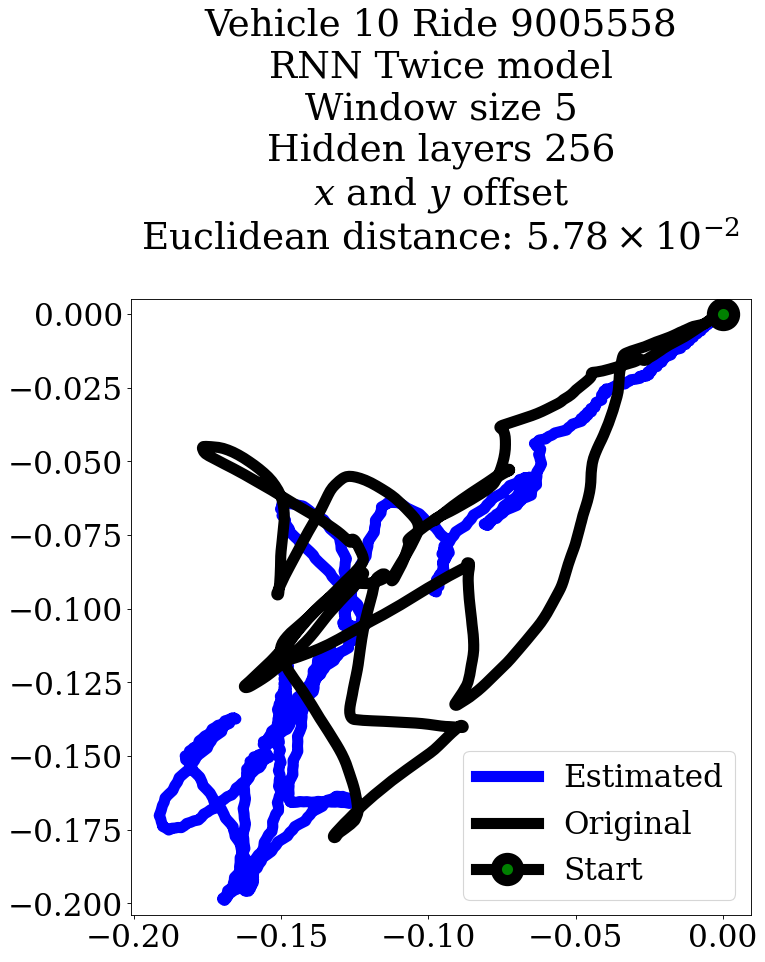 Vehicle 10 Ride 9005558
RNN Twice model
Window size 5
Hidden layers 256
x and y offset
Euclidean distance: 5.78 × 10⁻²
0.000
−0.025
−0.050
−0.075
−0.100
−0.125
−0.150
−0.175
−0.200
Estimated
Original
Start
−0.20 −0.15 −0.10 −0.05 0.00